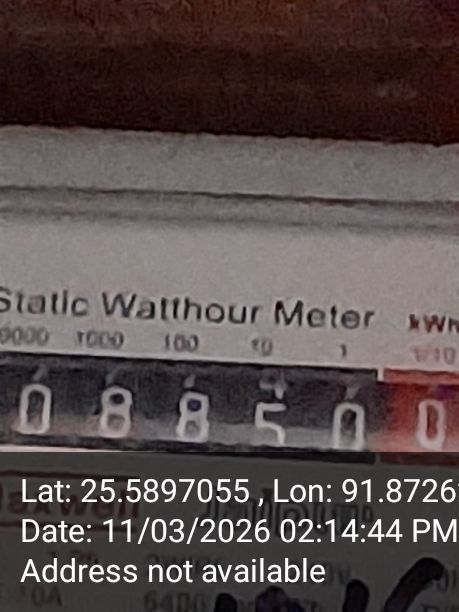 Static Watthour Meter kWh
0000 1000 100 10 1 1/10
0 8 8 5 0 0
Lat: 25.5897055 , Lon: 91.8726
Date: 11/03/2026 02:14:44 PM
Address not available